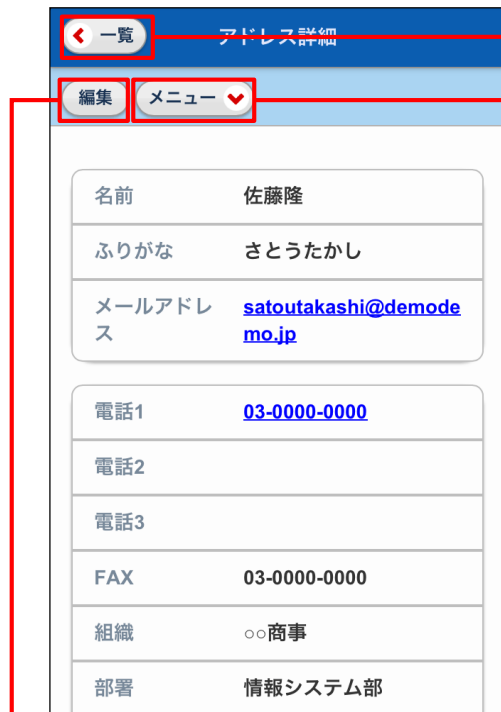 一覧
アドレス詳細
編集 メニュー
名前 佐藤隆
ふりがな さとうたかし
メールアドレ satoutakashi@demode
ス mo.jp
電話1 03-0000-0000
電話2
電話3
FAX 03-0000-0000
組織 ○○商事
部署 情報システム部